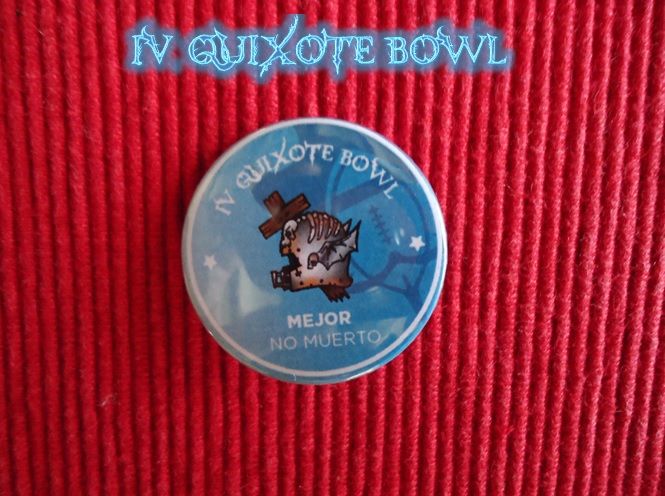 IV QUIXOTE BOWL
IV QUIXOTE BOWL
MEJOR
NO MUERTO